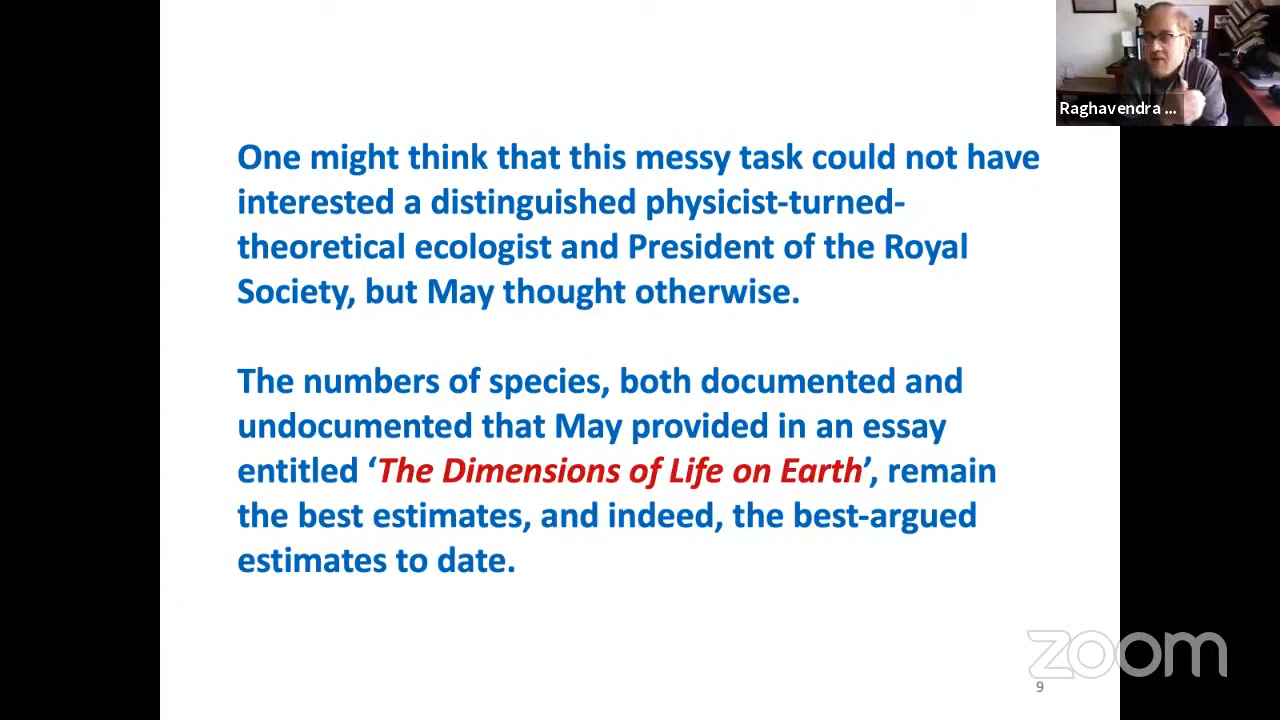 Raghavendra ...
One might think that this messy task could not have
interested a distinguished physicist-turned-
theoretical ecologist and President of the Royal
Society, but May thought otherwise.
The numbers of species, both documented and
undocumented that May provided in an essay
entitled ‘The Dimensions of Life on Earth’, remain
the best estimates, and indeed, the best-argued
estimates to date.
zoom
9